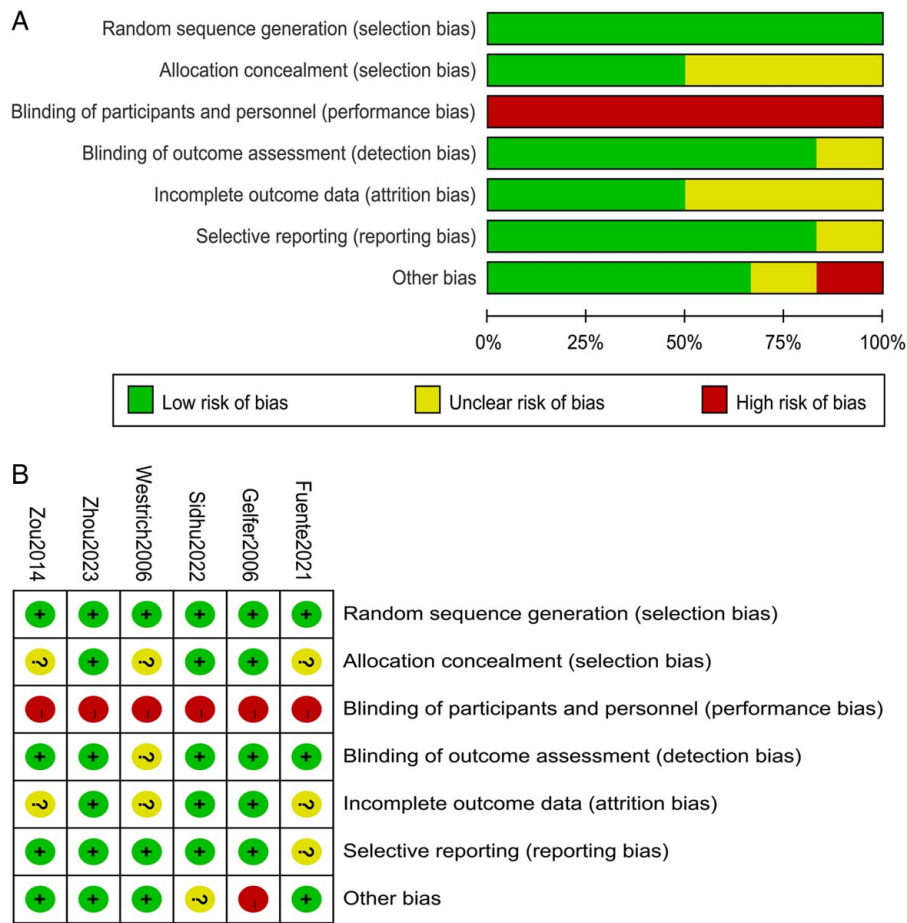 A
Random sequence generation (selection bias)
Allocation concealment (selection bias)
Blinding of participants and personnel (performance bias)
Blinding of outcome assessment (detection bias)
Incomplete outcome data (attrition bias)
Selective reporting (reporting bias)
Other bias
0% 25% 50% 75% 100%
Low risk of bias Unclear risk of bias High risk of bias
B
Zou2014 Zhou2023 Westrich2006 Sidhu2022 Gelfer2006 Fuente2021
+ + + + + + Random sequence generation (selection bias)
? + ? + + ? Allocation concealment (selection bias)
– – – – – – Blinding of participants and personnel (performance bias)
+ + ? + + + Blinding of outcome assessment (detection bias)
? + ? + + ? Incomplete outcome data (attrition bias)
+ + + + + ? Selective reporting (reporting bias)
+ + + ? – + Other bias